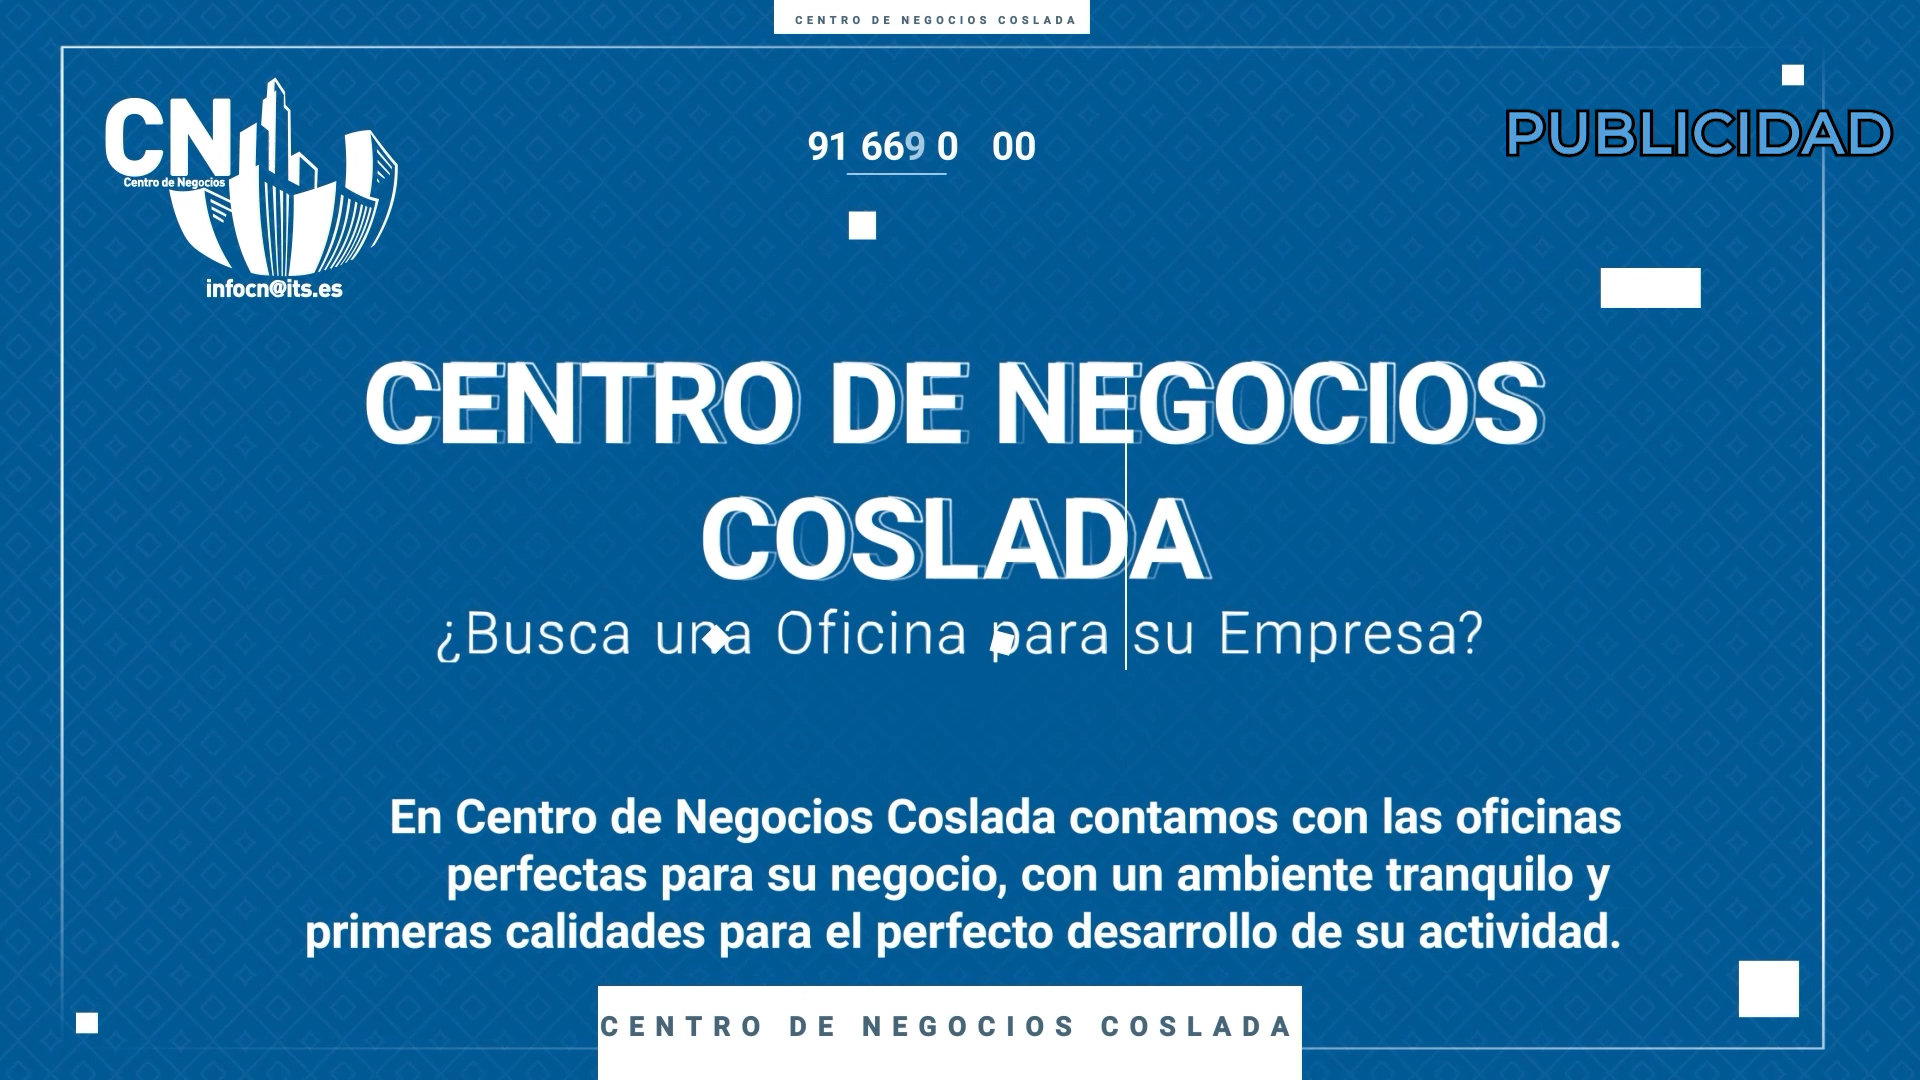 CENTRO DE NEGOCIOS COSLADA
CN
Centro de Negocios
infocn@its.es
91 669 0 00
PUBLICIDAD
CENTRO DE NEGOCIOS
COSLADA
¿Busca una Oficina para su Empresa?
En Centro de Negocios Coslada contamos con las oficinas
perfectas para su negocio, con un ambiente tranquilo y
primeras calidades para el perfecto desarrollo de su actividad.
CENTRO DE NEGOCIOS COSLADA